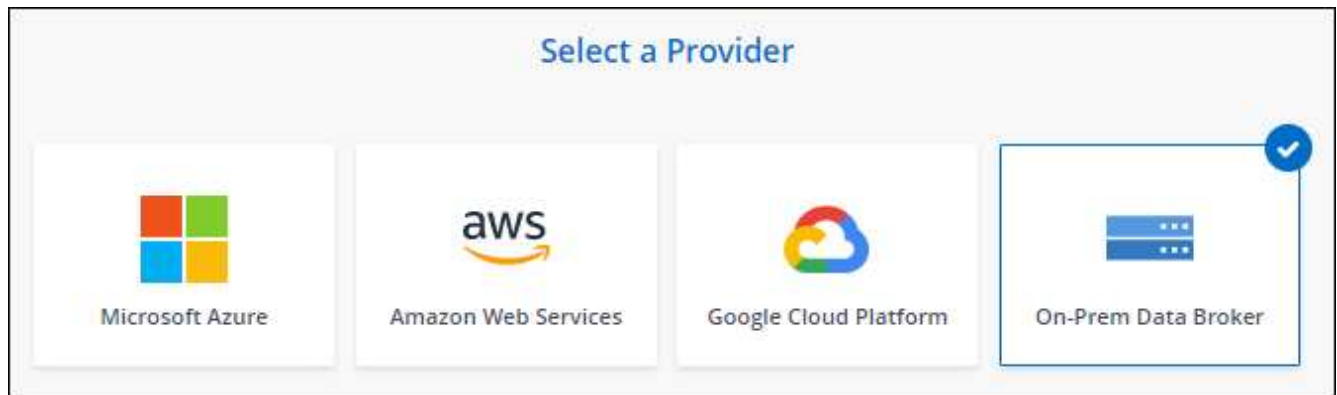 Select a Provider
aws
Microsoft Azure
Amazon Web Services
Google Cloud Platform
On-Prem Data Broker